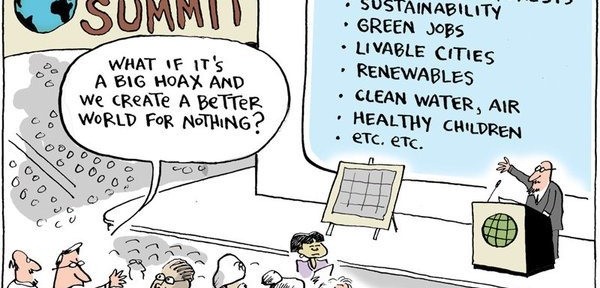 SUMMIT
WHAT IF IT'S
A BIG HOAX AND
WE CREATE A BETTER
WORLD FOR NOTHING?
• SUSTAINABILITY
• GREEN JOBS
• LIVABLE CITIES
• RENEWABLES
• CLEAN WATER, AIR
• HEALTHY CHILDREN
• etc. etc.